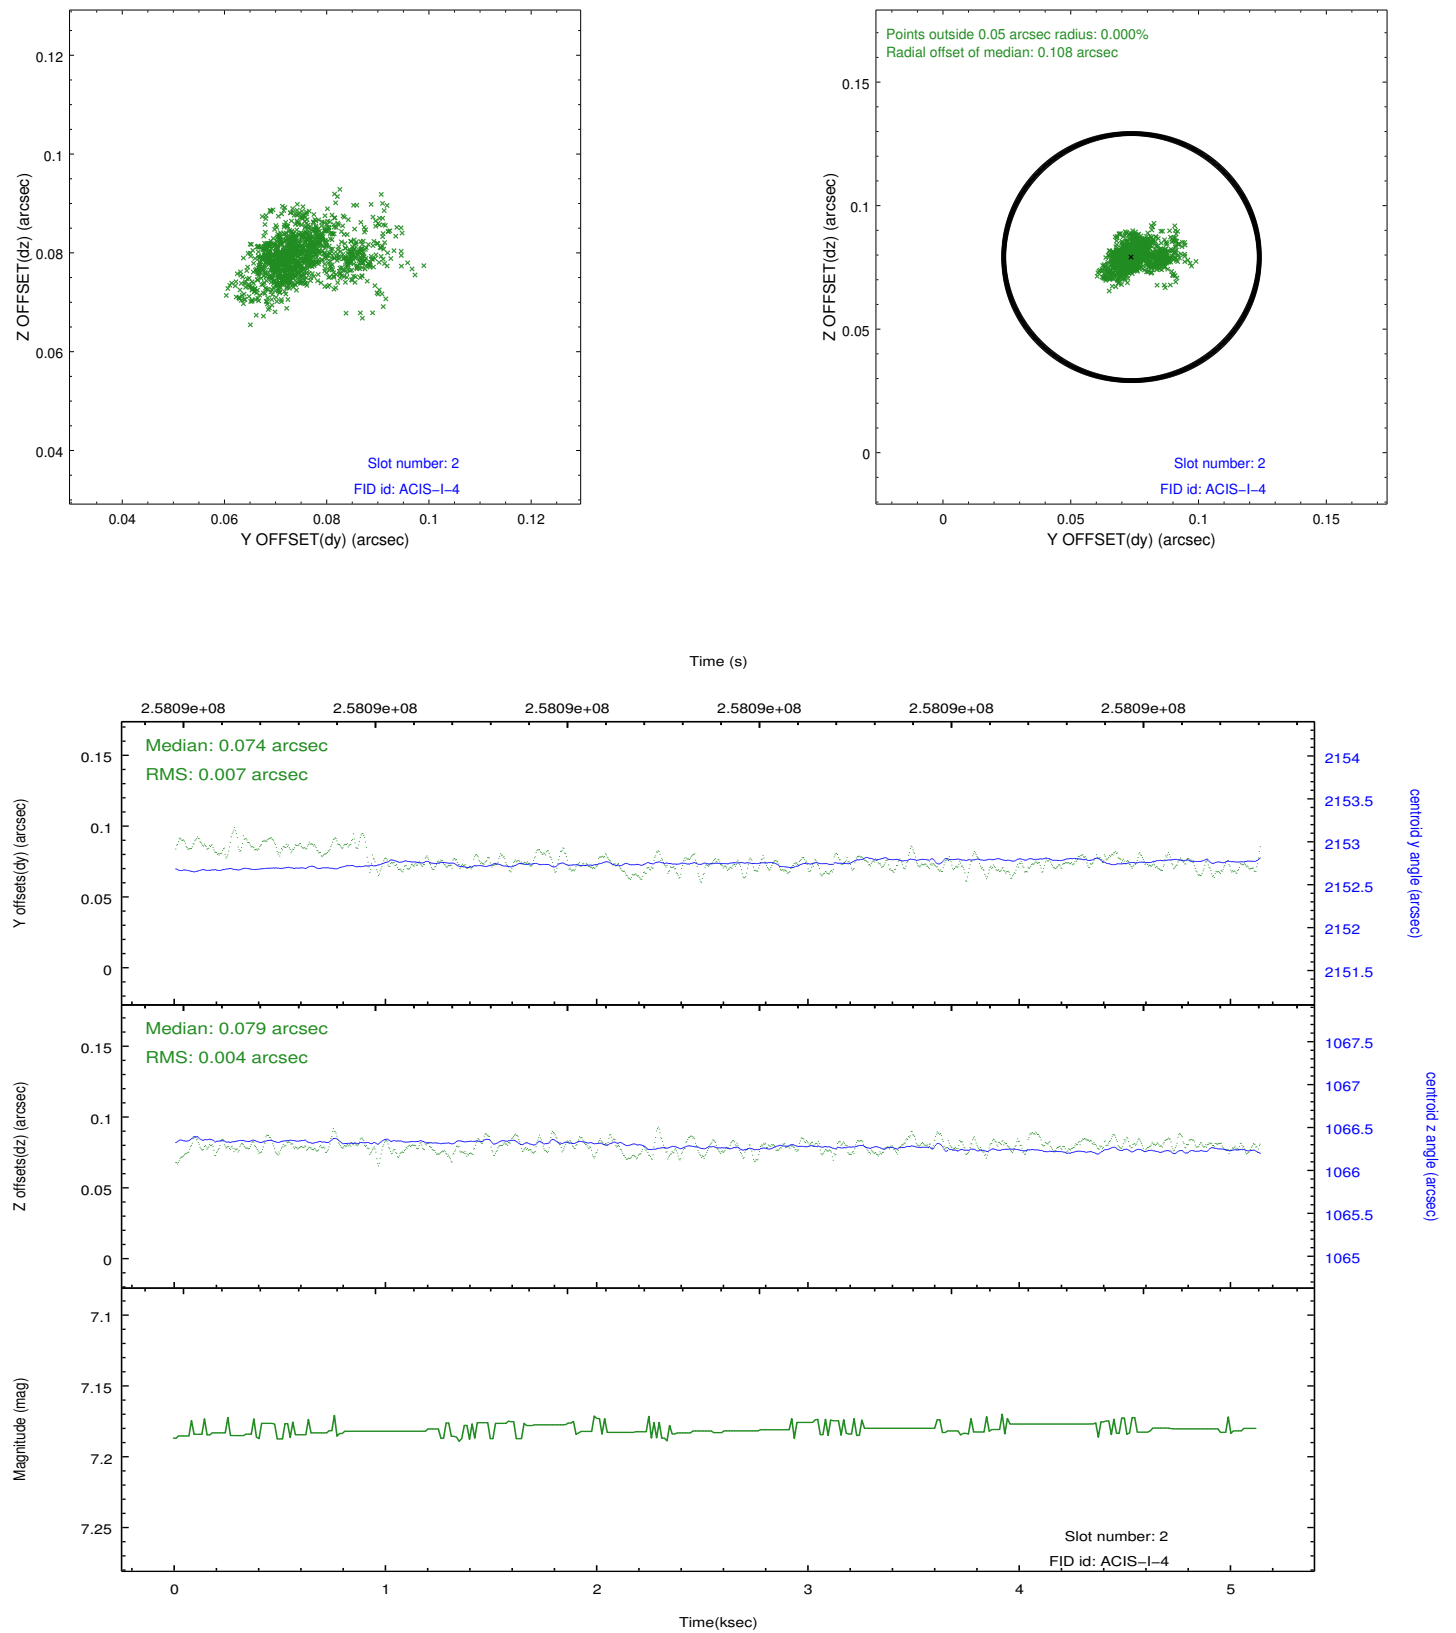 0.12
0.1
0.08
0.06
0.04
Z OFFSET(dz) (arcsec)
Slot number: 2
FID id: ACIS−I−4
0.04 0.06 0.08 0.1 0.12
Y OFFSET(dy) (arcsec)
Points outside 0.05 arcsec radius: 0.000%
Radial offset of median: 0.108 arcsec
0.15
0.1
0.05
0
Z OFFSET(dz) (arcsec)
Slot number: 2
FID id: ACIS−I−4
0 0.05 0.1 0.15
Y OFFSET(dy) (arcsec)
Time (s)
2.5809e+08 2.5809e+08 2.5809e+08 2.5809e+08 2.5809e+08 2.5809e+08
Median: 0.074 arcsec
RMS: 0.007 arcsec
0.15
0.1
0.05
0
Y offsets(dy) (arcsec)
2154
2153.5
2153
2152.5
2152
2151.5
centroid y angle (arcsec)
Median: 0.079 arcsec
RMS: 0.004 arcsec
0.15
0.1
0.05
0
Z offsets(dz) (arcsec)
1067.5
1067
1066.5
1066
1065.5
1065
centroid z angle (arcsec)
7.1
7.15
7.2
7.25
Magnitude (mag)
Slot number: 2
FID id: ACIS−I−4
0 1 2 3 4 5
Time(ksec)